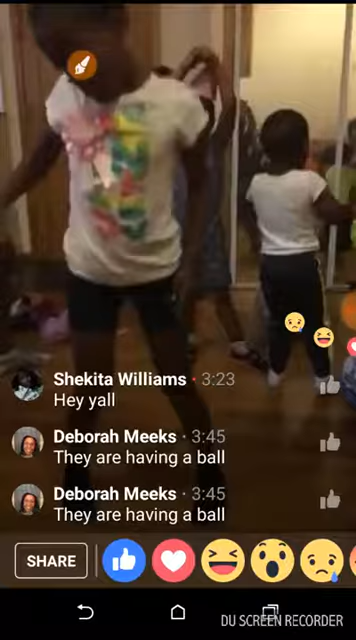 Shekita Williams • 3:23
Hey yall
Deborah Meeks · 3:45
They are having a ball
Deborah Meeks · 3:45
They are having a ball
SHARE
DU SCREEN RECORDER